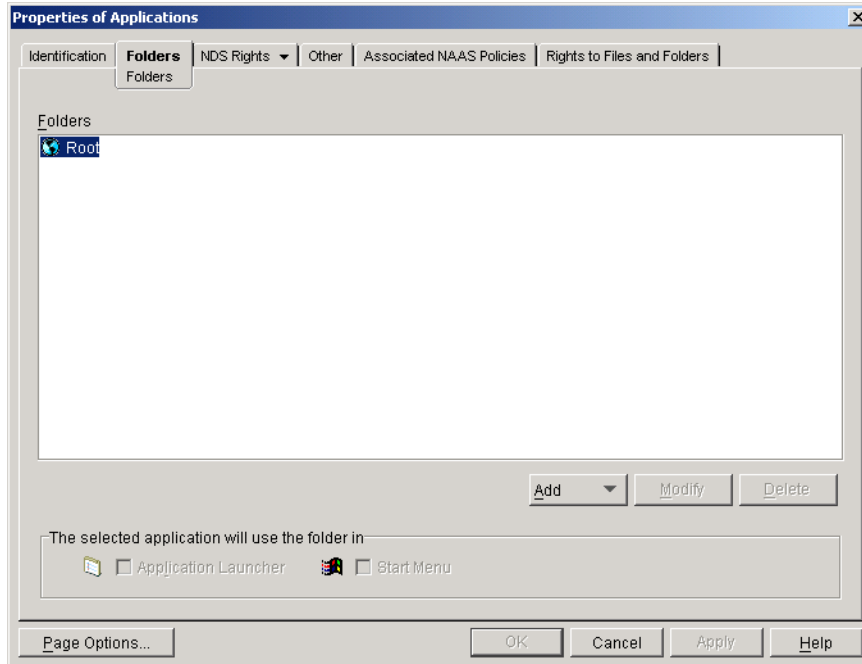 Properties of Applications
Identification Folders NDS Rights Other Associated NAAS Policies Rights to Files and Folders
Folders
Folders
Root
Add Modify Delete
The selected application will use the folder in
Application Launcher Start Menu
Page Options... OK Cancel Apply Help